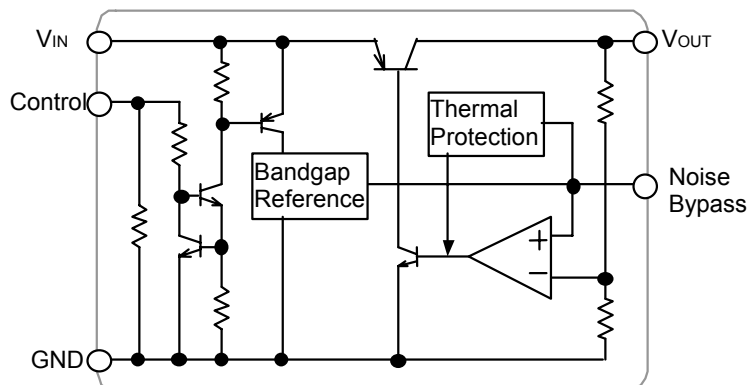 VIN
VOUT
Control
Thermal
Protection
Bandgap
Reference
Noise
Bypass
+
−
GND